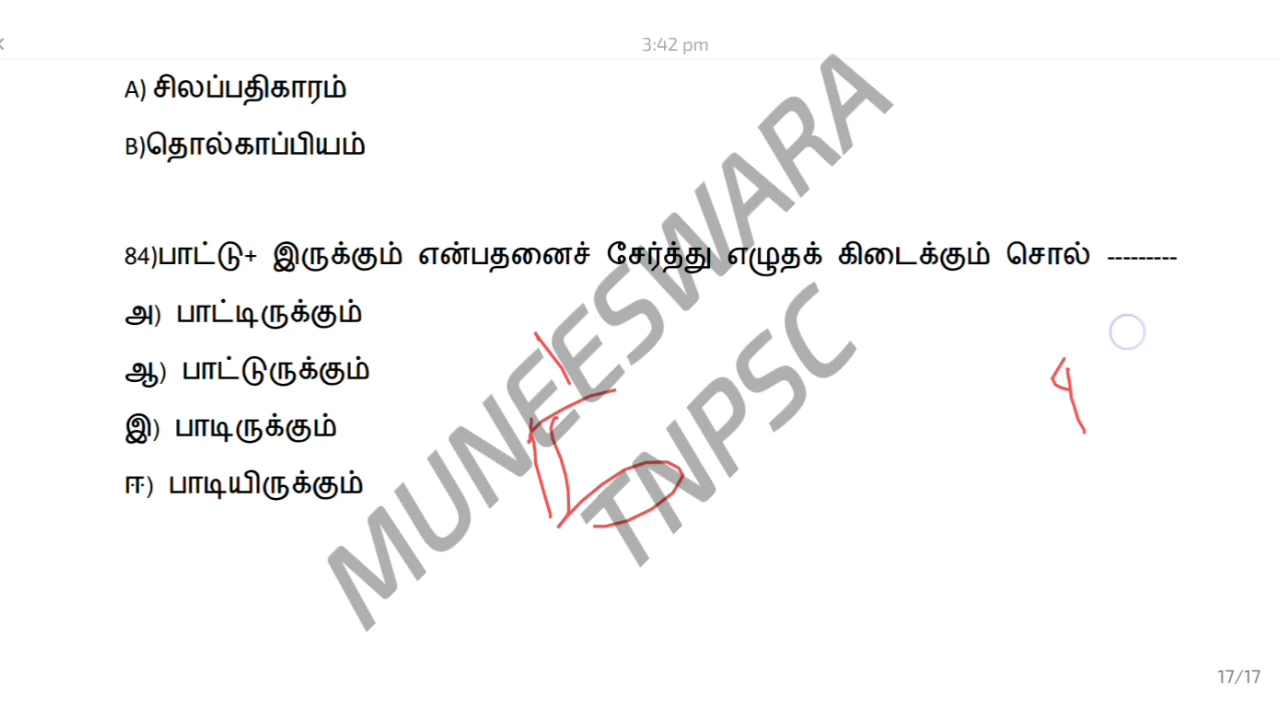 3:42 pm
A) சிலப்பதிகாரம்
B)தொல்காப்பியம்
84)பாட்டு+ இருக்கும் என்பதனைச் சேர்த்து எழுதக் கிடைக்கும் சொல் ---------
அ) பாட்டிருக்கும்
ஆ) பாட்டுருக்கும்
இ) பாடிருக்கும்
ஈ) பாடியிருக்கும்
MUNEESWARA
TNPSC
17/17